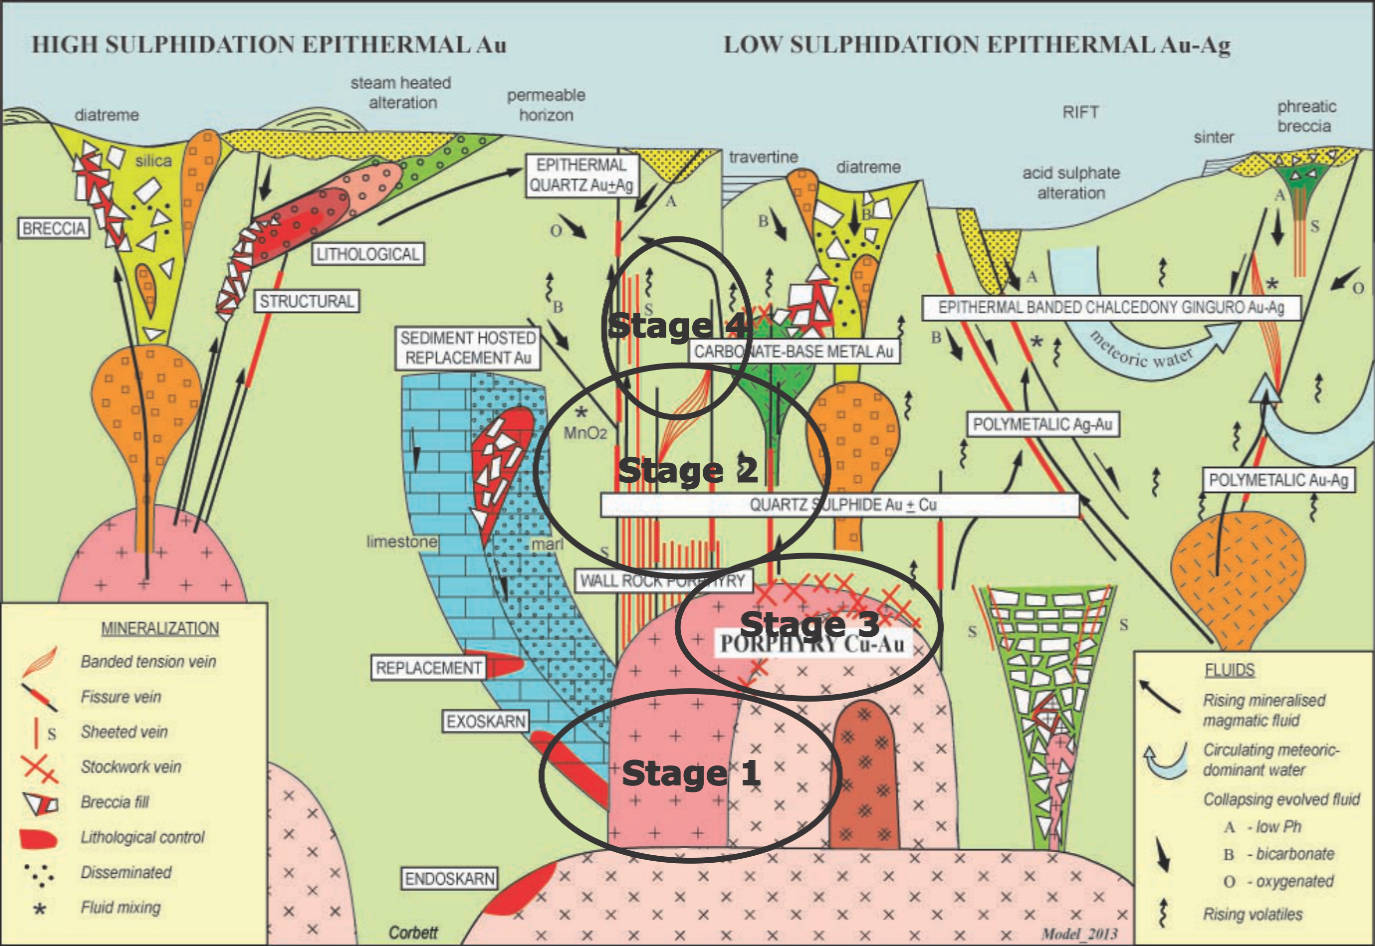 HIGH SULPHIDATION EPITHERMAL Au
LOW SULPHIDATION EPITHERMAL Au-Ag
steam heated
alteration
permeable
horizon
diatreme
silica
RIFT
phreatic
breccia
sinter
EPITHERMAL
QUARTZ Au±Ag
travertine
diatreme
acid sulphate
alteration
A
A
S
B
B
BRECCIA
O
LITHOLOGICAL
A
O
STRUCTURAL
B
S
EPITHERMAL BANDED CHALCEDONY GINGURO Au-Ag
*
Stage 4
SEDIMENT HOSTED
REPLACEMENT Au
CARBONATE-BASE METAL Au
B
*
meteoric water
*
MnO2
POLYMETALIC Ag-Au
Stage 2
POLYMETALIC Au-Ag
QUARTZ SULPHIDE Au ± Cu
limestone
marl
S
WALL ROCK PORPHYRY
Stage 3
PORPHYRY Cu-Au
S
S
REPLACEMENT
EXOSKARN
Stage 1
ENDOSKARN
MINERALIZATION
Banded tension vein
Fissure vein
S Sheeted vein
Stockwork vein
Breccia fill
Lithological control
Disseminated
* Fluid mixing
FLUIDS
Rising mineralised
magmatic fluid
Circulating meteoric-
dominant water
Collapsing evolved fluid
A - low Ph
B - bicarbonate
O - oxygenated
Rising volatiles
Corbett
Model_2013